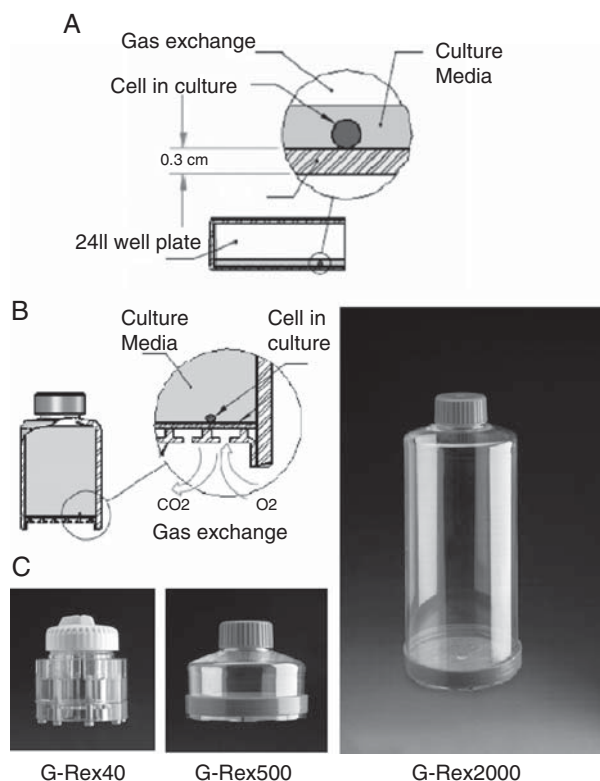 A
Gas exchange
Culture
Media
Cell in culture
0.3 cm
24ll well plate
B
Culture
Media
Cell in
culture
CO2
O2
Gas exchange
C
G-Rex40
G-Rex500
G-Rex2000